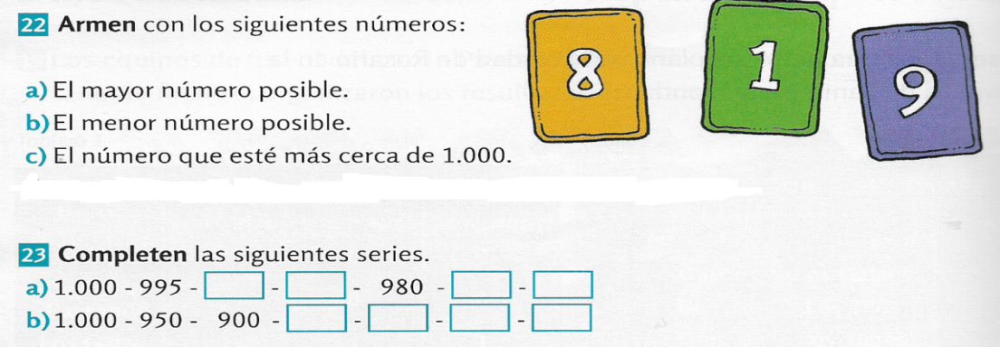 22 Armen con los siguientes números:
8 1 9
a) El mayor número posible.
b) El menor número posible.
c) El número que esté más cerca de 1.000.
23 Completen las siguientes series.
a) 1.000 - 995 - - - 980 - -
b) 1.000 - 950 - 900 - - - -